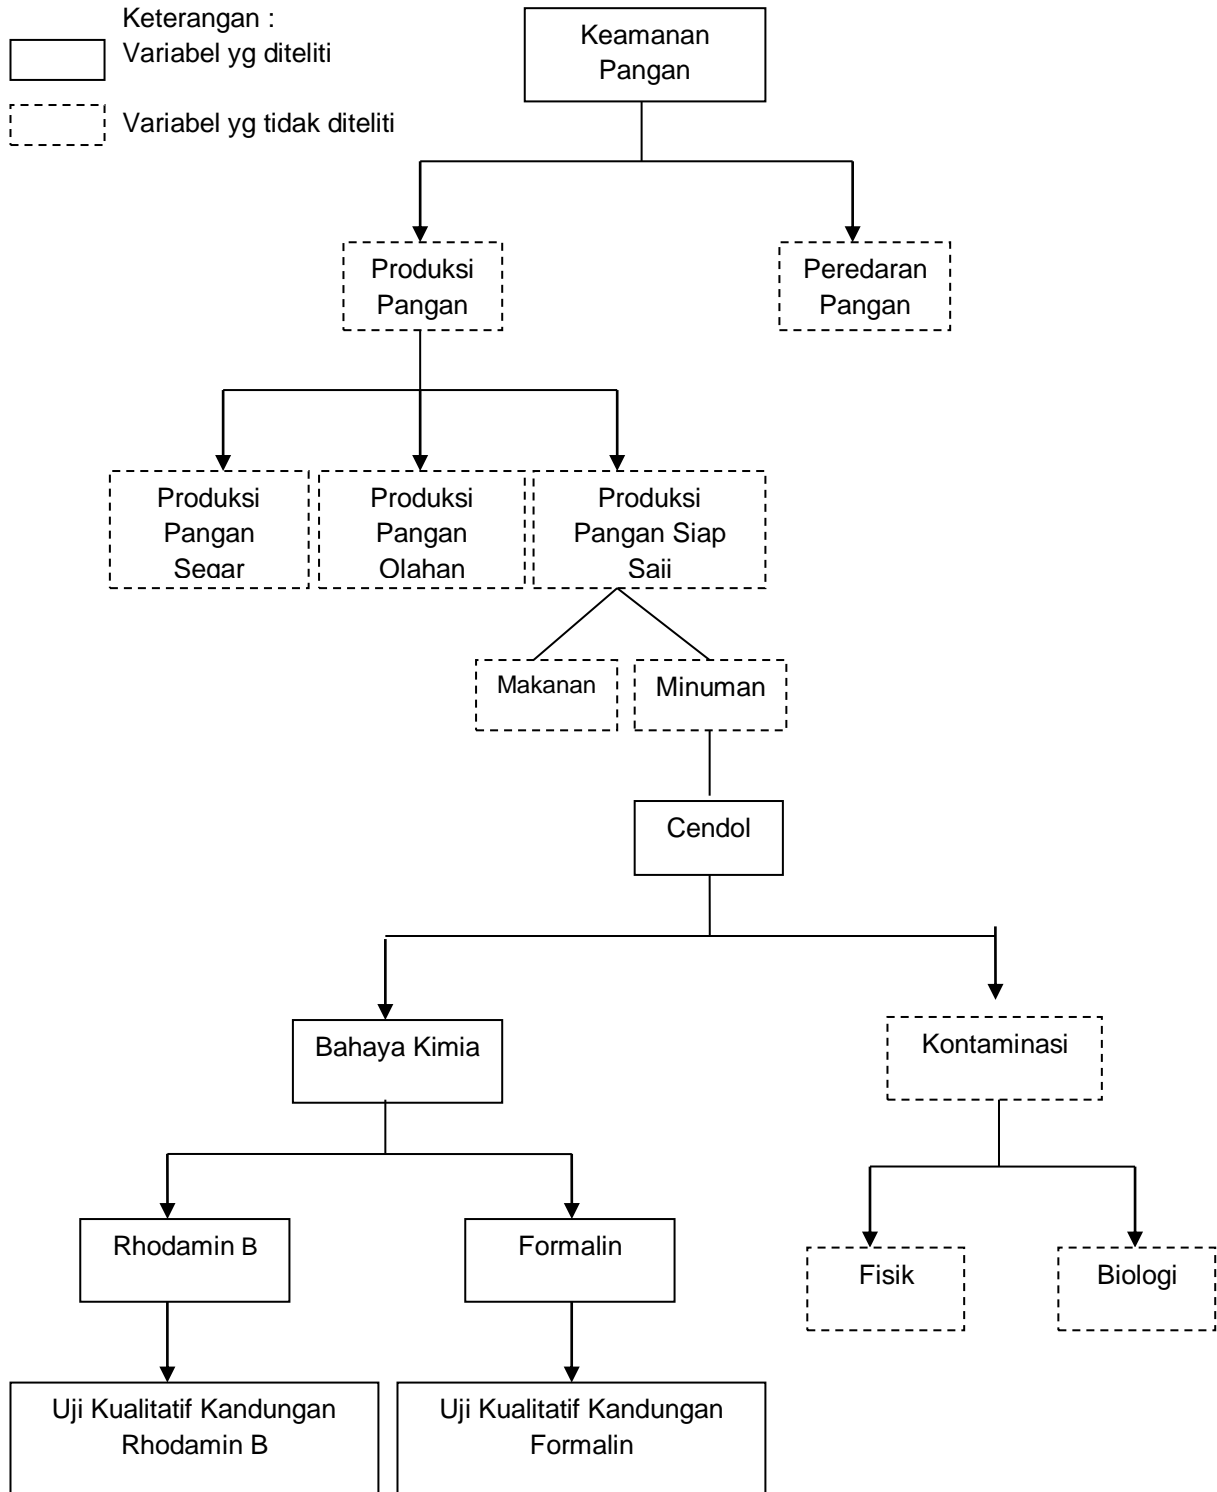 Keterangan :
Variabel yg diteliti
Variabel yg tidak diteliti
Keamanan
Pangan
Produksi
Pangan
Peredaran
Pangan
Produksi
Pangan
Segar
Produksi
Pangan
Olahan
Produksi
Pangan Siap
Saji
Makanan
Minuman
Cendol
Bahaya Kimia
Kontaminasi
Rhodamin B
Formalin
Fisik
Biologi
Uji Kualitatif Kandungan
Rhodamin B
Uji Kualitatif Kandungan
Formalin